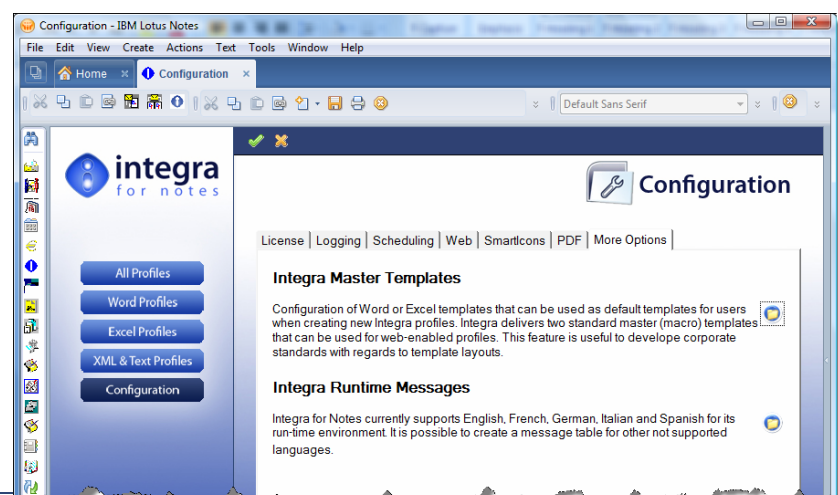 Configuration - IBM Lotus Notes
File Edit View Create Actions Text Tools Window Help
Home Configuration
Default Sans Serif
integra
for notes
Configuration
License Logging Scheduling Web SmartIcons PDF More Options
All Profiles
Word Profiles
Excel Profiles
XML & Text Profiles
Configuration
Integra Master Templates
Configuration of Word or Excel templates that can be used as default templates for users
when creating new Integra profiles. Integra delivers two standard master (macro) templates
that can be used for web-enabled profiles. This feature is useful to develope corporate
standards with regards to template layouts.
Integra Runtime Messages
Integra for Notes currently supports English, French, German, Italian and Spanish for its
run-time environment. It is possible to create a message table for other not supported
languages.